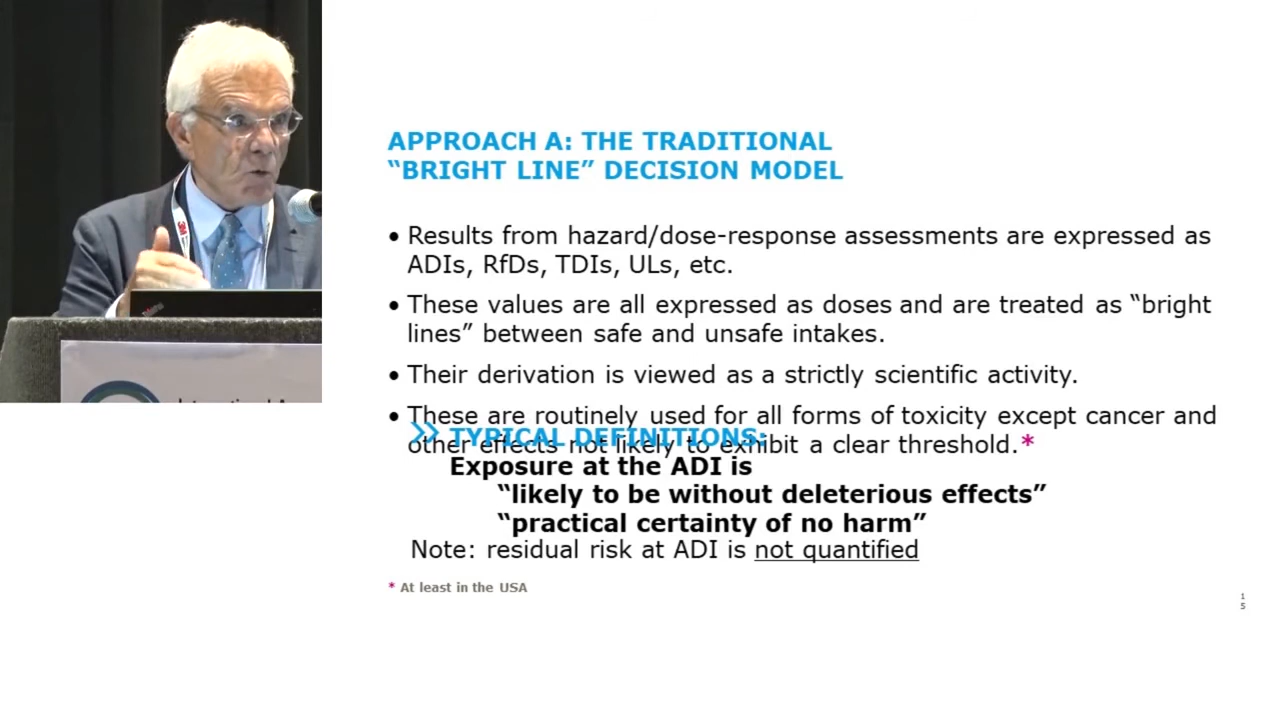 APPROACH A: THE TRADITIONAL
“BRIGHT LINE” DECISION MODEL
• Results from hazard/dose-response assessments are expressed as
ADIs, RfDs, TDIs, ULs, etc.
• These values are all expressed as doses and are treated as “bright
lines” between safe and unsafe intakes.
• Their derivation is viewed as a strictly scientific activity.
• These are routinely used for all forms of toxicity except cancer and
other effects not likely to exhibit a clear threshold.*
TYPICAL DEFINITIONS:
Exposure at the ADI is
“likely to be without deleterious effects”
“practical certainty of no harm”
Note: residual risk at ADI is not quantified
* At least in the USA
15
3M